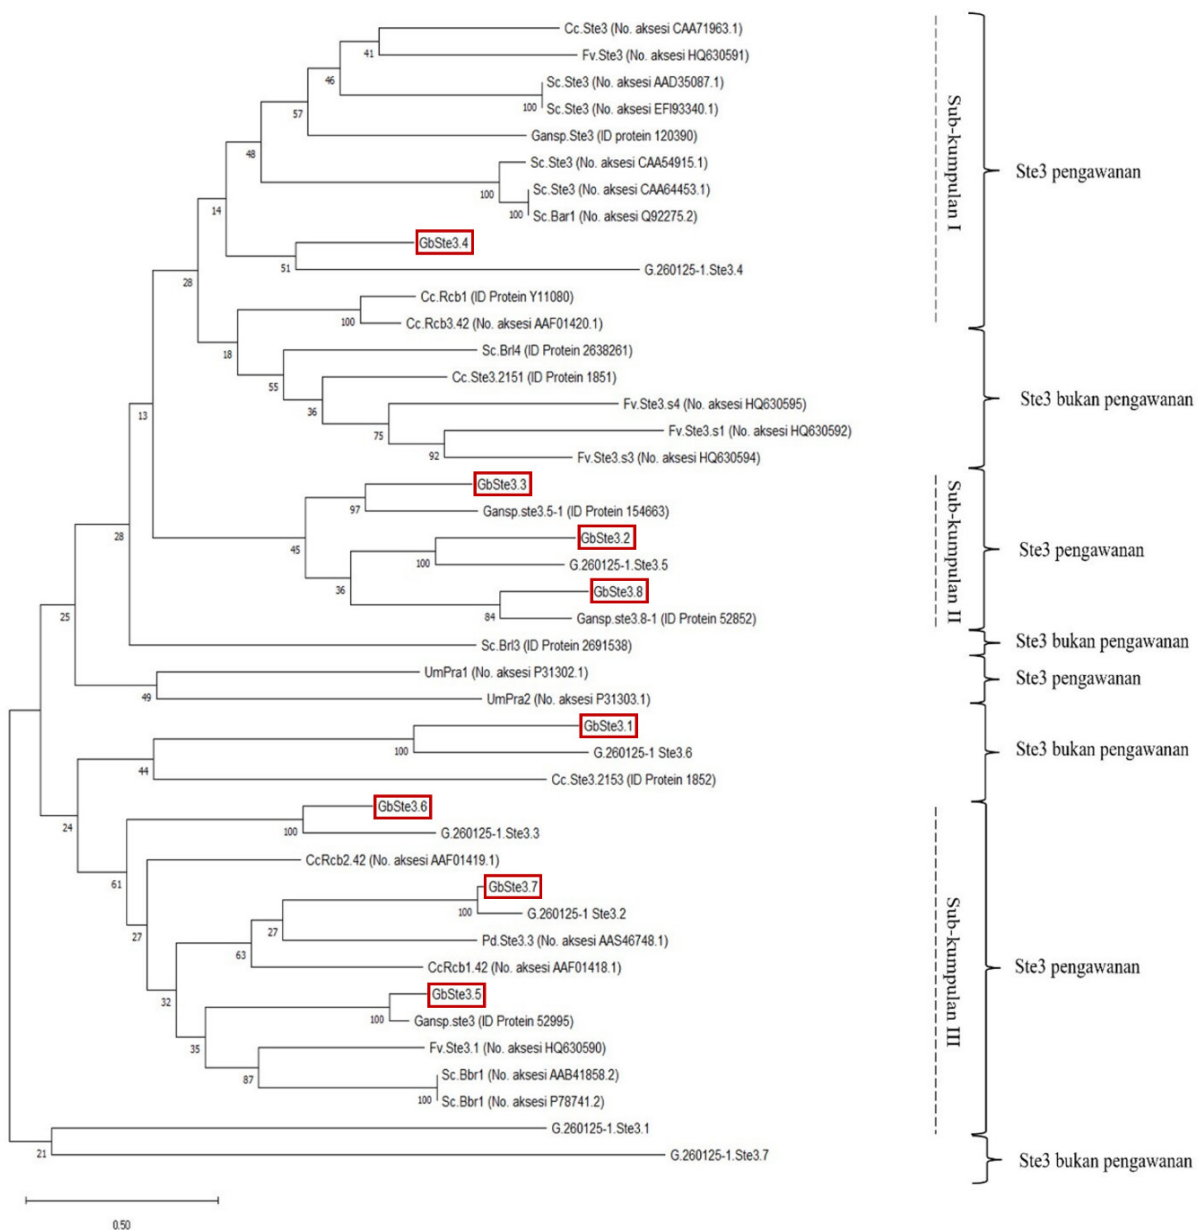 Cc.Ste3 (No. aksesi CAA71963.1)
41
Fv.Ste3 (No. aksesi HQ630591)
46
Sc.Ste3 (No. aksesi AAD35087.1)
100
Sc.Ste3 (No. aksesi EFI93340.1)
57
Gansp.Ste3 (ID protein 120390)
48
Sc.Ste3 (No. aksesi CAA54915.1)
100
Sc.Ste3 (No. aksesi CAA64453.1)
100
Sc.Bar1 (No. aksesi Q92275.2)
14
GbSte3.4
51
G.260125-1.Ste3.4
28
Cc.Rcb1 (ID Protein Y11080)
100
Cc.Rcb3.42 (No. aksesi AAF01420.1)
18
Sc.Brl4 (ID Protein 2638261)
55
Cc.Ste3.2151 (ID Protein 1851)
36
Fv.Ste3.s4 (No. aksesi HQ630595)
13
75
Fv.Ste3.s1 (No. aksesi HQ630592)
92
Fv.Ste3.s3 (No. aksesi HQ630594)
GbSte3.3
97
Gansp.ste3.5-1 (ID Protein 154663)
28
45
GbSte3.2
100
G.260125-1.Ste3.5
36
GbSte3.8
84
Gansp.ste3.8-1 (ID Protein 52852)
25
Sc.Brl3 (ID Protein 2691538)
UmPra1 (No. aksesi P31302.1)
49
UmPra2 (No. aksesi P31303.1)
GbSte3.1
100
G.260125-1 Ste3.6
44
Cc.Ste3.2153 (ID Protein 1852)
24
GbSte3.6
100
G.260125-1.Ste3.3
61
CcRcb2.42 (No. aksesi AAF01419.1)
27
GbSte3.7
100
G.260125-1 Ste3.2
27
Pd.Ste3.3 (No. aksesi AAS46748.1)
63
CcRcb1.42 (No. aksesi AAF01418.1)
32
GbSte3.5
100
Gansp.ste3 (ID Protein 52995)
35
Fv.Ste3.1 (No. aksesi HQ630590)
87
Sc.Bbr1 (No. aksesi AAB41858.2)
100
Sc.Bbr1 (No. aksesi P78741.2)
G.260125-1.Ste3.1
21
G.260125-1.Ste3.7
0.50
Sub-kumpulan I
Sub-kumpulan II
Sub-kumpulan III
Ste3 pengawanan
Ste3 bukan pengawanan
Ste3 pengawanan
Ste3 bukan pengawanan
Ste3 pengawanan
Ste3 bukan pengawanan
Ste3 pengawanan
Ste3 bukan pengawanan